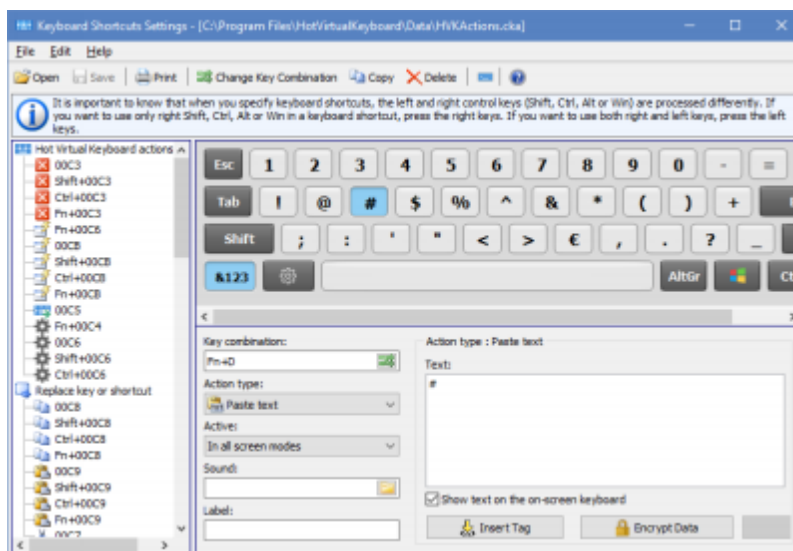 Keyboard Shortcuts Settings - [C:\Program Files\HotVirtualKeyboard\Data\HVKActions.cka]
File Edit Help
Open Save Print Change Key Combination Copy Delete
It is important to know that when you specify keyboard shortcuts, the left and right control keys (Shift, Ctrl, Alt or Win) are processed differently. If
you want to use only right Shift, Ctrl, Alt or Win in a keyboard shortcut, press the right keys. If you want to use both right and left keys, press the left
keys.
Hot Virtual Keyboard actions
00C3
Shift+00C3
Ctrl+00C3
Fn+00C3
Fn+00C6
00CB
Shift+00CB
Ctrl+00CB
Fn+00CB
00C5
Fn+00C4
00C6
Shift+00C6
Ctrl+00C6
Replace key or shortcut
00C8
Shift+00C8
Ctrl+00C8
Fn+00C8
00C9
Shift+00C9
Ctrl+00C9
Fn+00C9
00C7
Esc 1 2 3 4 5 6 7 8 9 0 - =
Tab ! @ # $ % ^ & * ( ) +
Shift ; : ' " < > € , . ? _
&123 AltGr Ct
Key combination:
Fn+D
Action type:
Paste text
Active:
In all screen modes
Sound:
Label:
Action type : Paste text
Text:
#
Show text on the on-screen keyboard
Insert Tag Encrypt Data